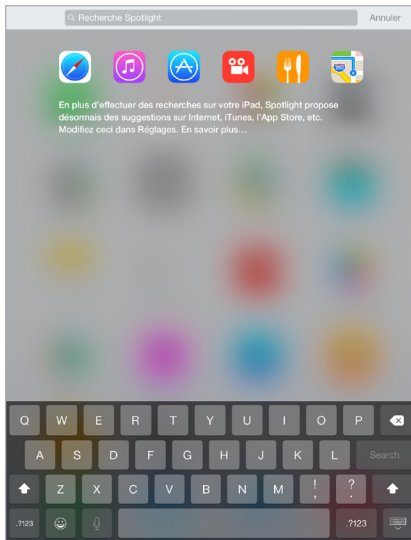 Recherche Spotlight Annuler
En plus d'effectuer des recherches sur votre iPad, Spotlight propose
désormais des suggestions sur Internet, iTunes, l'App Store, etc.
Modifiez ceci dans Réglages. En savoir plus…
Q W E R T Y U I O P
A S D F G H J K L Search
Z X C V B N M ! , ? .
.?123 .?123